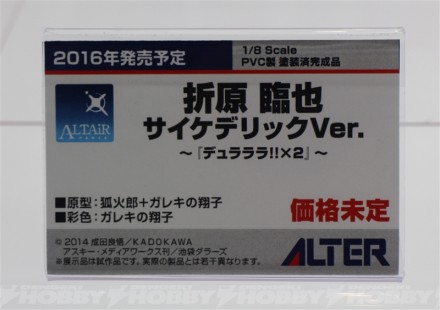 2016年発売予定
1/8 Scale
PVC製 塗装済完成品
ALTAiR
折原 臨也
サイケデリックVer.
～『デュラララ!!×2』～
■原型：狐火郎＋ガレキの翔子
■彩色：ガレキの翔子
価格未定
© 2014 成田良悟／KADOKAWA
アスキー・メディアワークス刊／池袋ダラーズ
※展示品は試作品です。実際の製品とは若干異なります。
ALTER
HOBBY HOBBY HOBBY